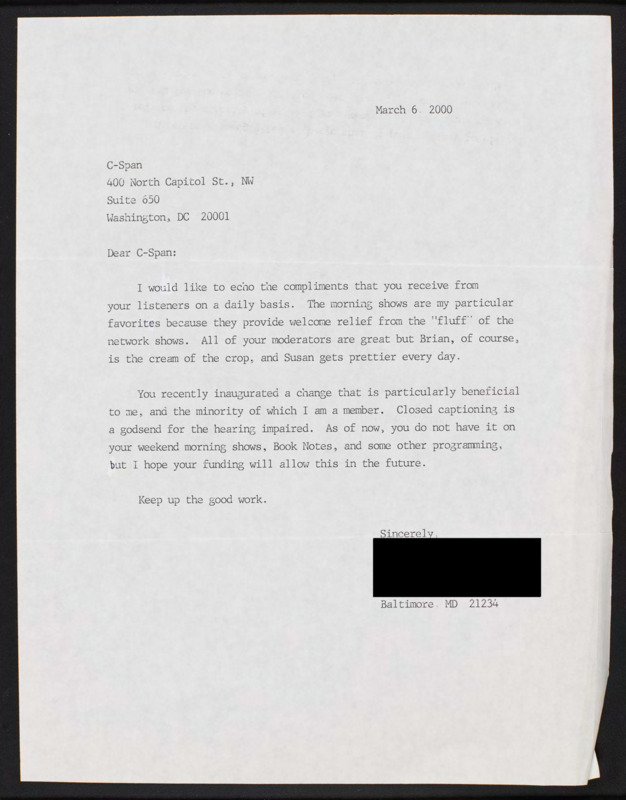 March 6, 2000
C-Span
400 North Capitol St., NW
Suite 650
Washington, DC 20001
Dear C-Span:
I would like to echo the compliments that you receive from
your listeners on a daily basis. The morning shows are my particular
favorites because they provide welcome relief from the "fluff" of the
network shows. All of your moderators are great but Brian, of course,
is the cream of the crop, and Susan gets prettier every day.
You recently inaugurated a change that is particularly beneficial
to me, and the minority of which I am a member. Closed captioning is
a godsend for the hearing impaired. As of now, you do not have it on
your weekend morning shows, Book Notes, and some other programming,
but I hope your funding will allow this in the future.
Keep up the good work.
Sincerely,
Baltimore, MD 21234